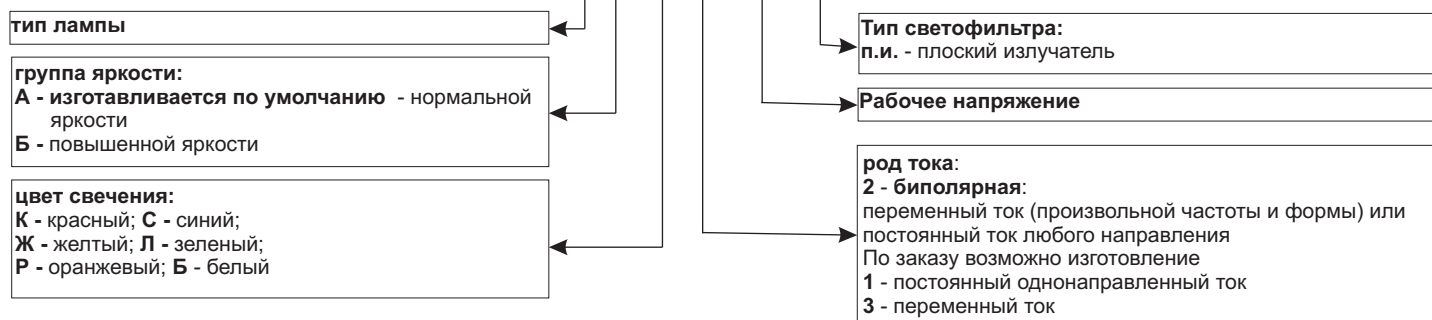 тип лампы
группа яркости:
А - изготавливается по умолчанию - нормальной
яркости
Б - повышенной яркости
цвет свечения:
К - красный; С - синий;
Ж - желтый; Л - зеленый;
Р - оранжевый; Б - белый
Тип светофильтра:
п.и. - плоский излучатель
Рабочее напряжение
род тока:
2 - биполярная:
переменный ток (произвольной частоты и формы) или
постоянный ток любого направления
По заказу возможно изготовление
1 - постоянный однонаправленный ток
3 - переменный ток